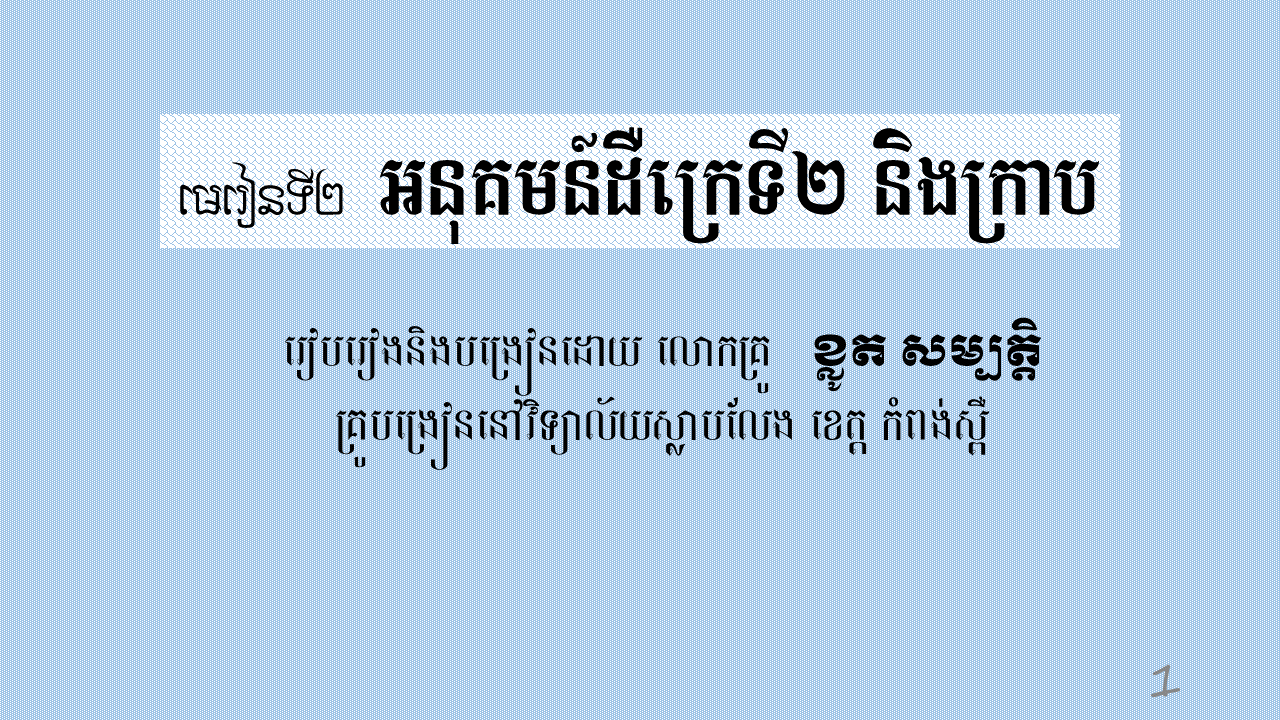 មេរៀនទី២ អនុគមន៍ដឺក្រេទី២ និងក្រាប
រៀបរៀងនិងបង្រៀនដោយ លោកគ្រូ ខ្លូត សម្បត្តិ
គ្រូបង្រៀននៅវិទ្យាល័យស្លាបលែង ខេត្ត កំពង់ស្ពឺ
1